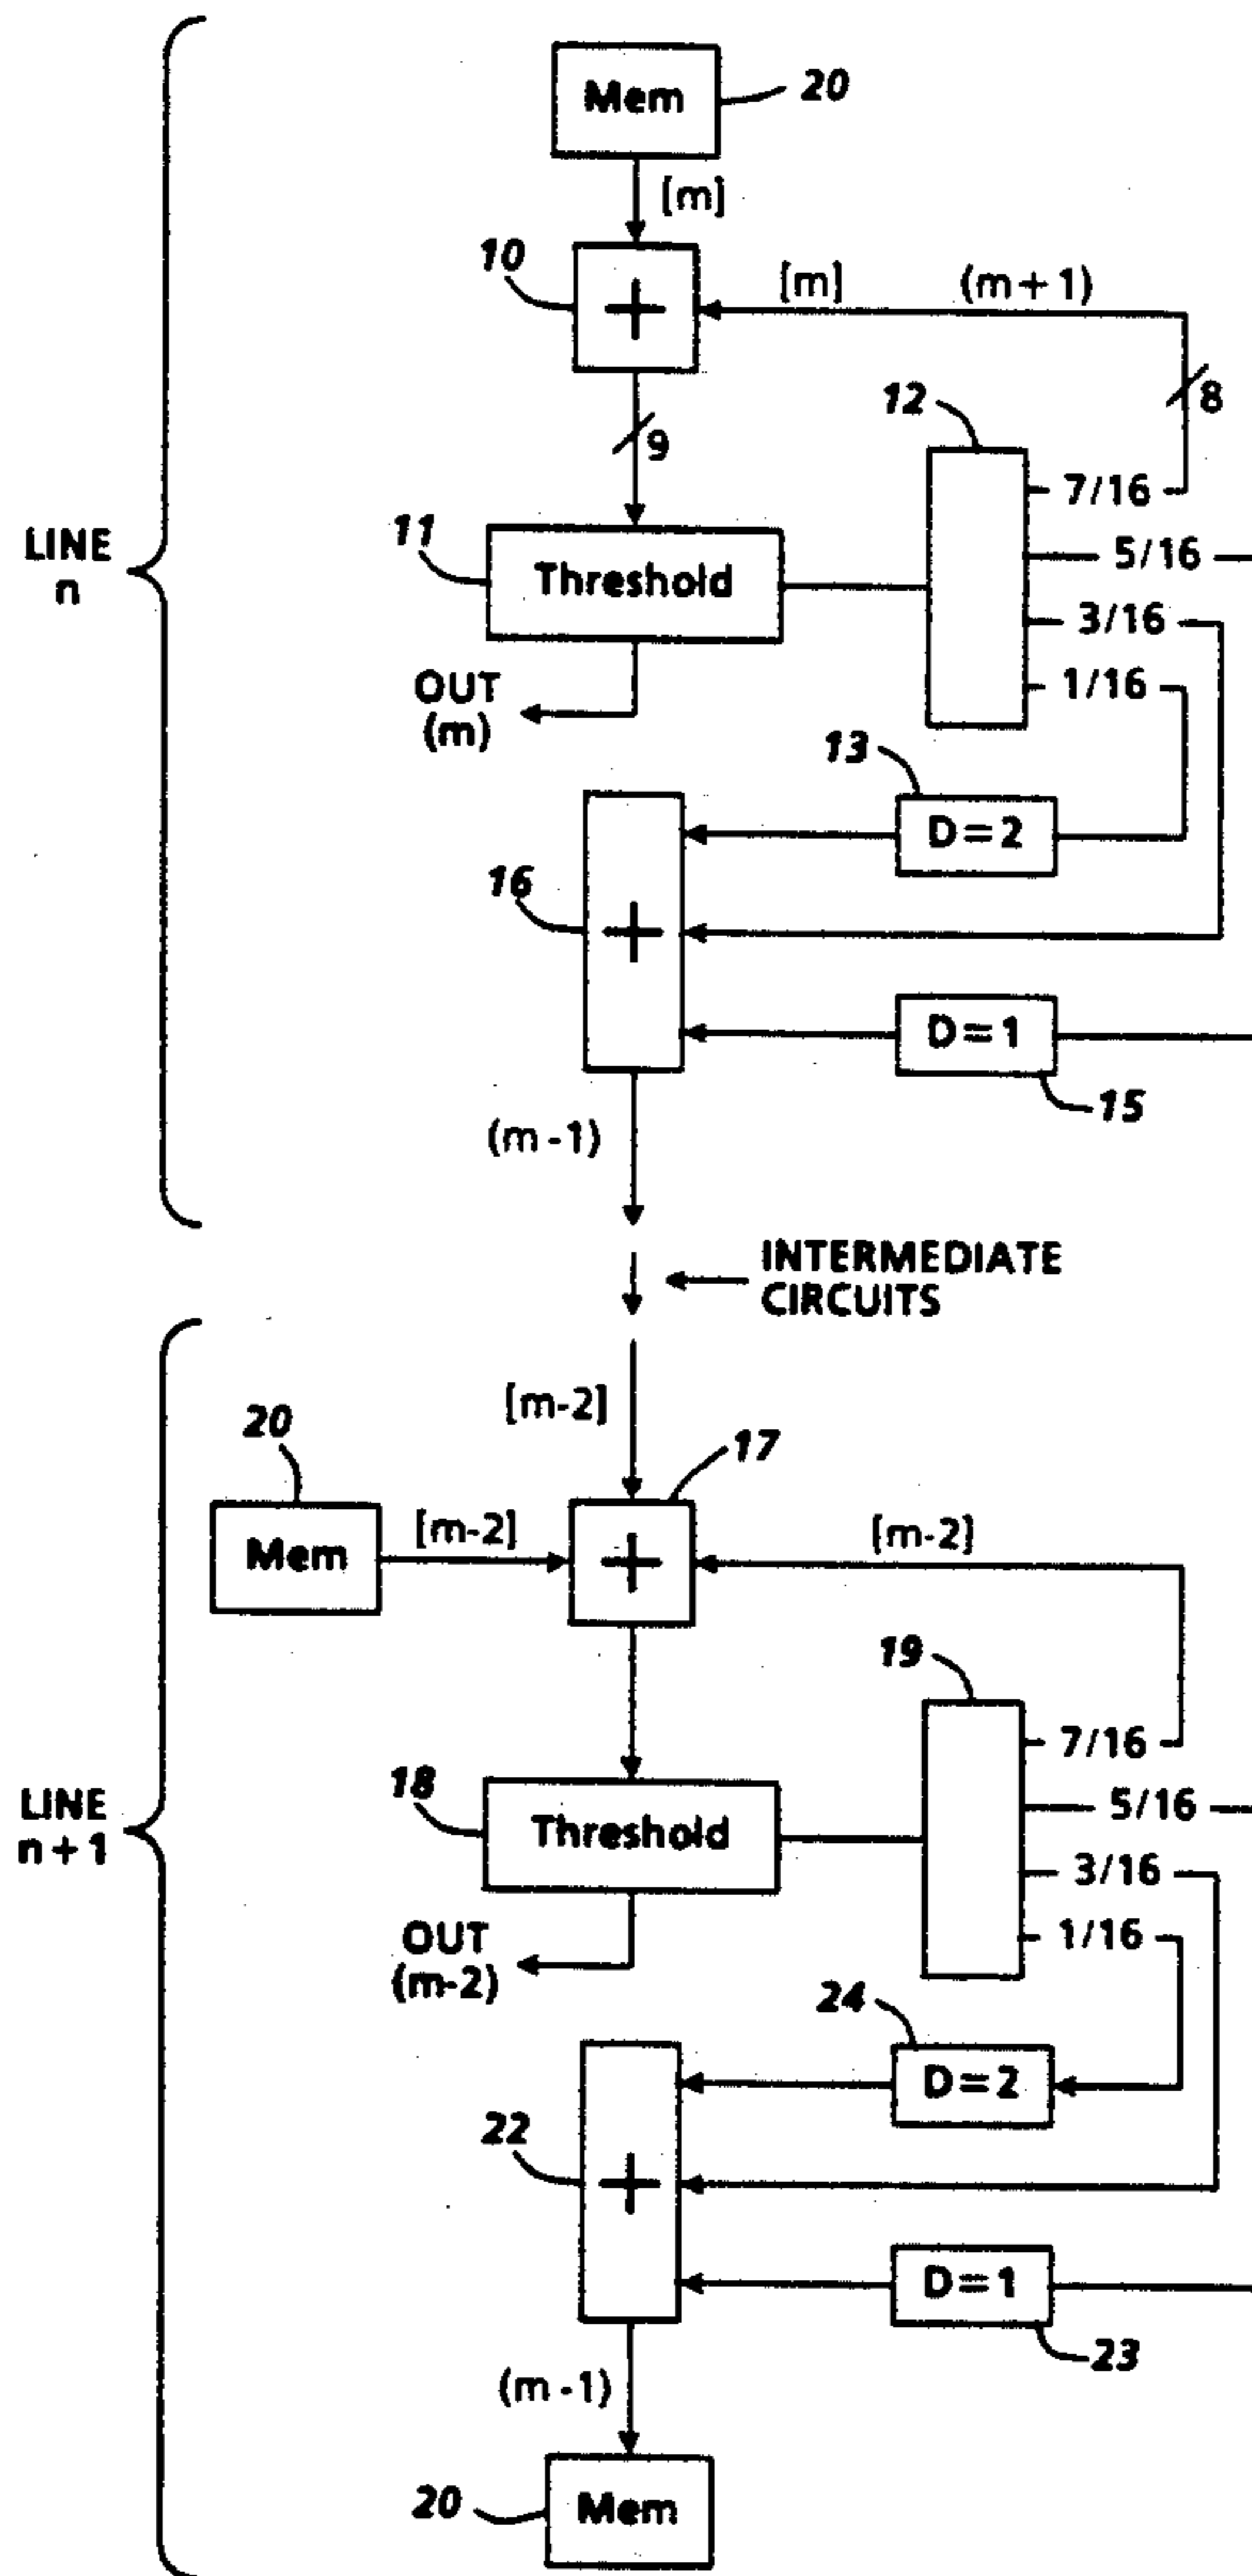 Mem
20
[m]
10
+
[m]
(m+1)
8
12
9
7/16
11
Threshold
5/16
3/16
OUT
(m)
1/16
LINE
n
13
D=2
16
+
D=1
15
(m-1)
INTERMEDIATE
CIRCUITS
[m-2]
20
17
Mem
[m-2]
+
[m-2]
19
7/16
18
Threshold
5/16
3/16
OUT
(m-2)
1/16
LINE
n+1
24
D=2
22
+
D=1
23
(m-1)
20
Mem